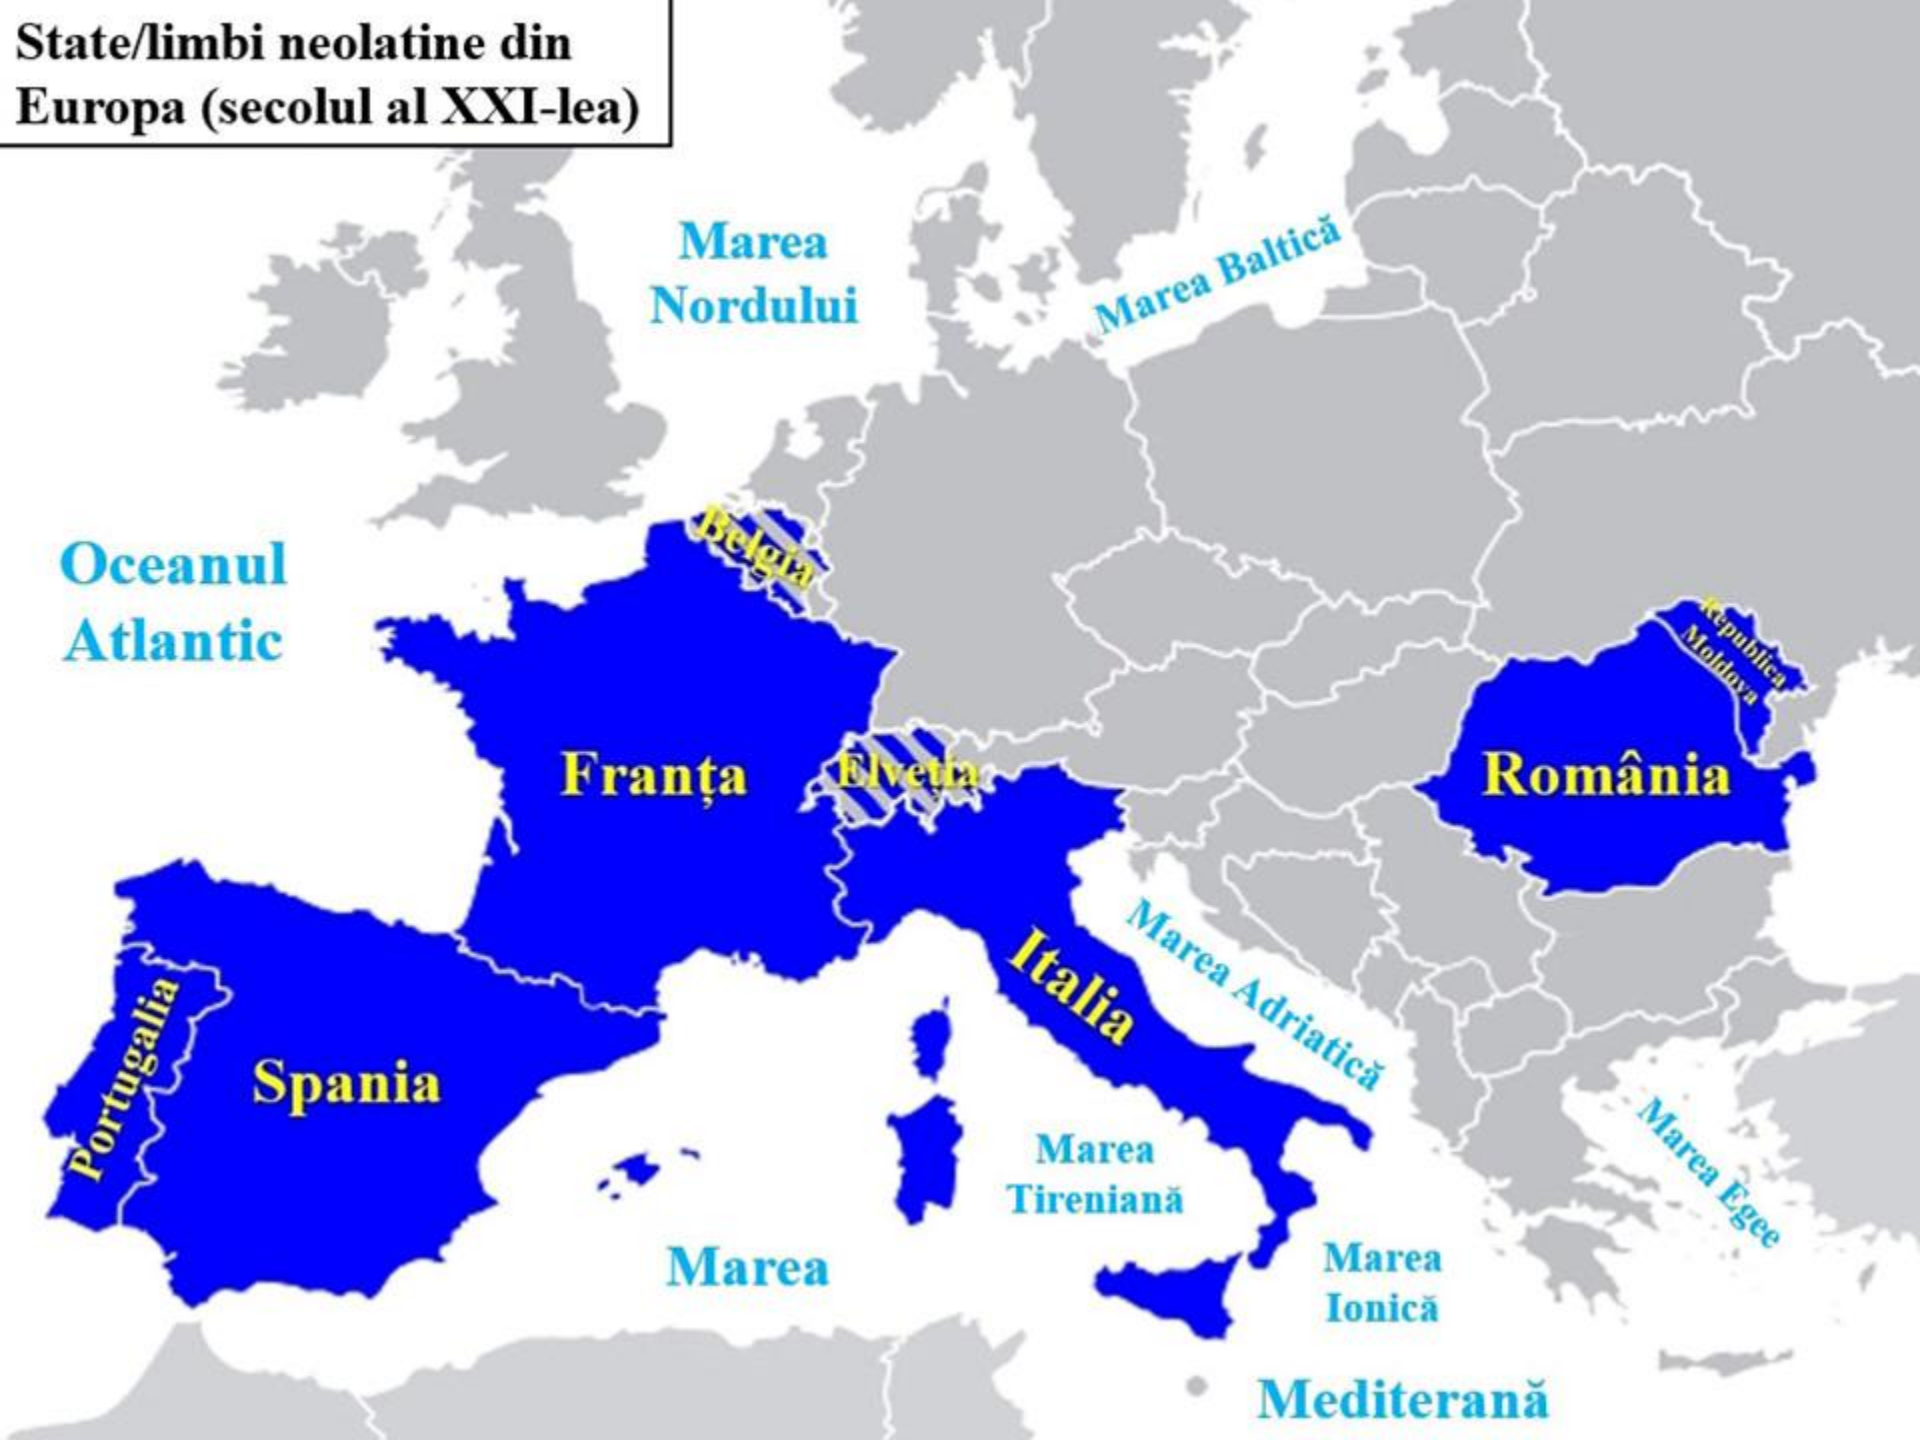 State/limbi neolatine din
Europa (secolul al XXI-lea)
Marea
Nordului
Marea Baltică
Oceanul
Atlantic
Belgia
Republica
Moldova
Franța
Elveția
România
Portugalia
Spania
Italia
Marea Adriatică
Marea
Tireniană
Marea Egee
Marea
Ionică
Marea
Mediterană